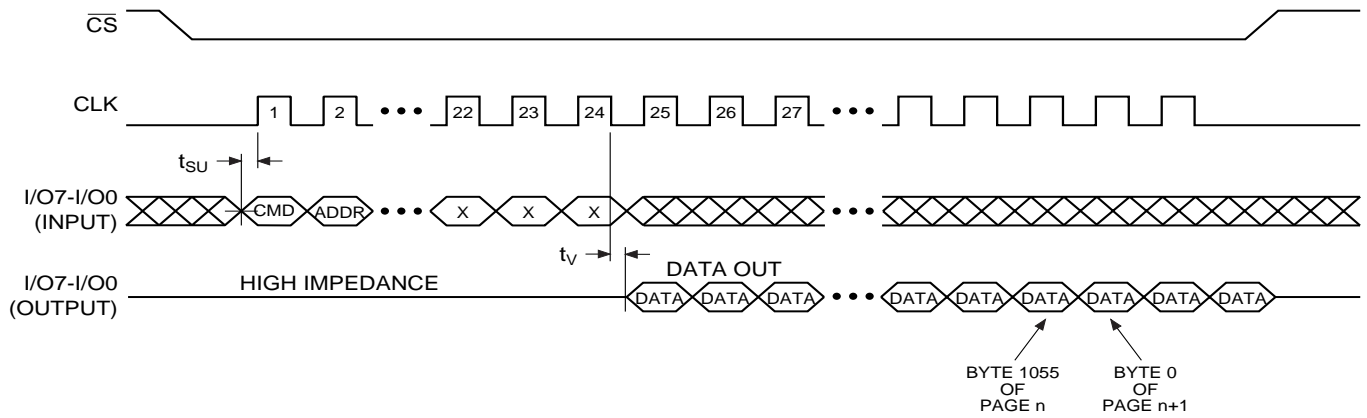 CS
CLK
1 2 ••• 22 23 24 25 26 27 •••
tSU
I/O7-I/O0
(INPUT)
CMD ADDR ••• X X X •••
tV
I/O7-I/O0
(OUTPUT)
HIGH IMPEDANCE
DATA OUT
DATA DATA DATA ••• DATA DATA DATA DATA DATA DATA
BYTE 1055
OF
PAGE n
BYTE 0
OF
PAGE n+1